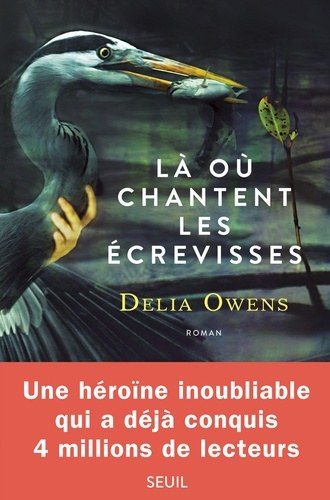 LÀ OÙ
CHANTENT
LES
ÉCREVISSES
DELIA OWENS
ROMAN
Une héroïne inoubliable
qui a déjà conquis
4 millions de lecteurs
SEUIL